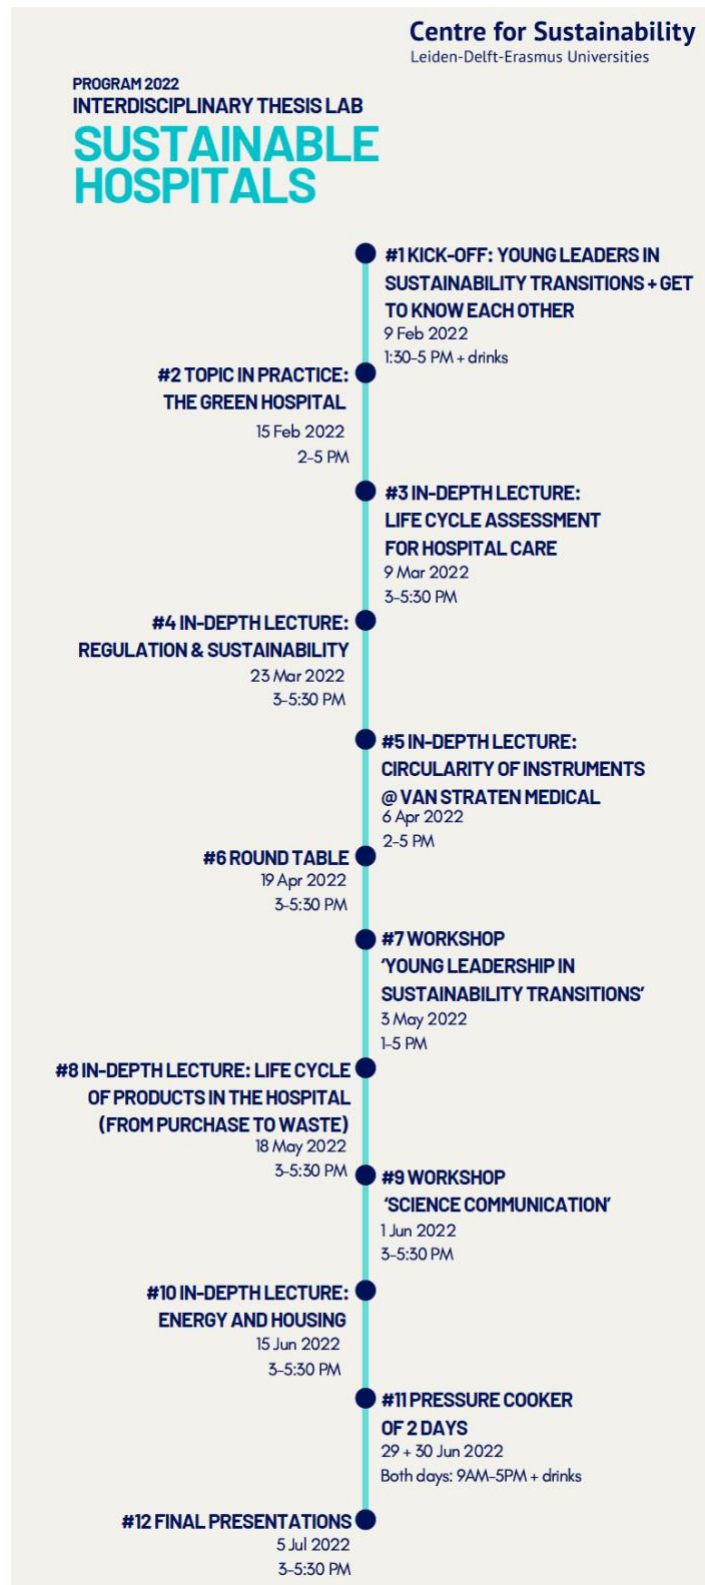 Centre for Sustainability
Leiden-Delft-Erasmus Universities
PROGRAM 2022
INTERDISCIPLINARY THESIS LAB
SUSTAINABLE
HOSPITALS
#1 KICK-OFF: YOUNG LEADERS IN
SUSTAINABILITY TRANSITIONS + GET
TO KNOW EACH OTHER
9 Feb 2022
1:30-5 PM + drinks
#2 TOPIC IN PRACTICE:
THE GREEN HOSPITAL
15 Feb 2022
2-5 PM
#3 IN-DEPTH LECTURE:
LIFE CYCLE ASSESSMENT
FOR HOSPITAL CARE
9 Mar 2022
3-5:30 PM
#4 IN-DEPTH LECTURE:
REGULATION & SUSTAINABILITY
23 Mar 2022
3-5:30 PM
#5 IN-DEPTH LECTURE:
CIRCULARITY OF INSTRUMENTS
@ VAN STRATEN MEDICAL
6 Apr 2022
2-5 PM
#6 ROUND TABLE
19 Apr 2022
3-5:30 PM
#7 WORKSHOP
‘YOUNG LEADERSHIP IN
SUSTAINABILITY TRANSITIONS’
3 May 2022
1-5 PM
#8 IN-DEPTH LECTURE: LIFE CYCLE
OF PRODUCTS IN THE HOSPITAL
(FROM PURCHASE TO WASTE)
18 May 2022
3-5:30 PM
#9 WORKSHOP
‘SCIENCE COMMUNICATION’
1 Jun 2022
3-5:30 PM
#10 IN-DEPTH LECTURE:
ENERGY AND HOUSING
15 Jun 2022
3-5:30 PM
#11 PRESSURE COOKER
OF 2 DAYS
29 + 30 Jun 2022
Both days: 9AM-5PM + drinks
#12 FINAL PRESENTATIONS
5 Jul 2022
3-5:30 PM